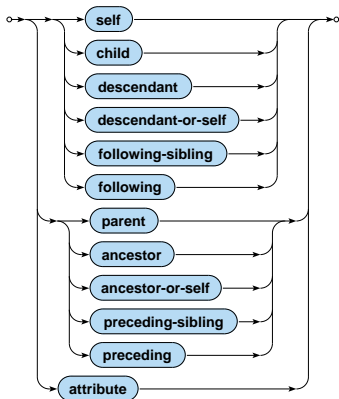 self
child
descendant
descendant-or-self
following-sibling
following
parent
ancestor
ancestor-or-self
preceding-sibling
preceding
attribute